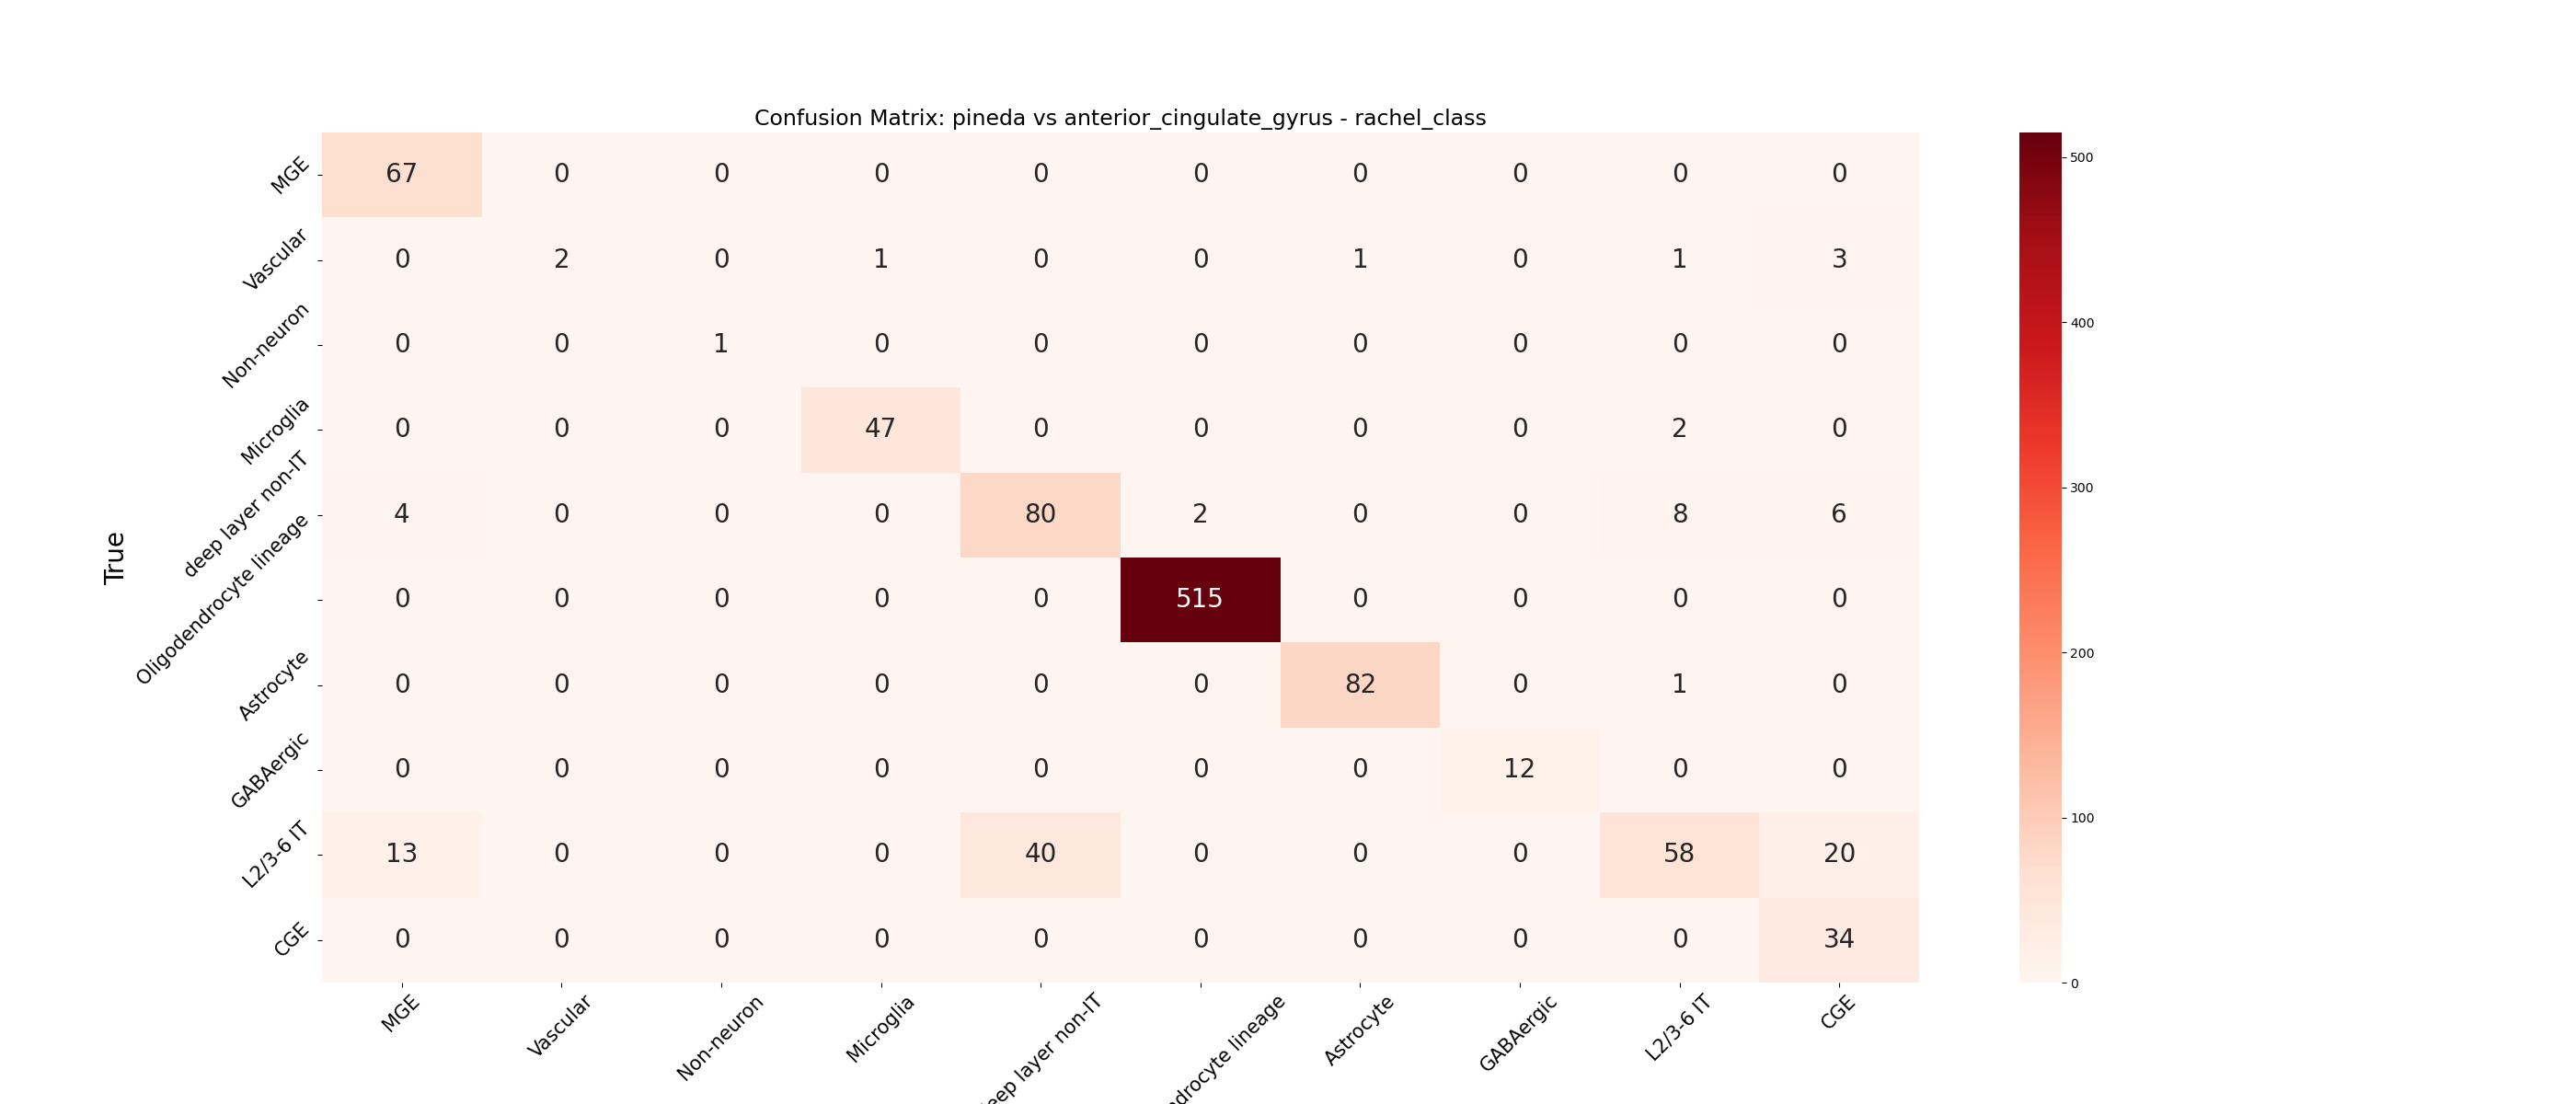 Confusion Matrix: pineda vs anterior_cingulate_gyrus - rachel_class
True
MGE 67 0 0 0 0 0 0 0 0 0
Vascular 0 2 0 1 0 0 1 0 1 3
Non-neuron 0 0 1 0 0 0 0 0 0 0
Microglia 0 0 0 47 0 0 0 0 2 0
deep layer non-IT 4 0 0 0 80 2 0 0 8 6
Oligodendrocyte lineage 0 0 0 0 0 515 0 0 0 0
Astrocyte 0 0 0 0 0 0 82 0 1 0
GABAergic 0 0 0 0 0 0 0 12 0 0
L2/3-6 IT 13 0 0 0 40 0 0 0 58 20
CGE 0 0 0 0 0 0 0 0 0 34
MGE Vascular Non-neuron Microglia eep layer non-IT drocyte lineage Astrocyte GABAergic L2/3-6 IT CGE
500
400
300
200
100
0